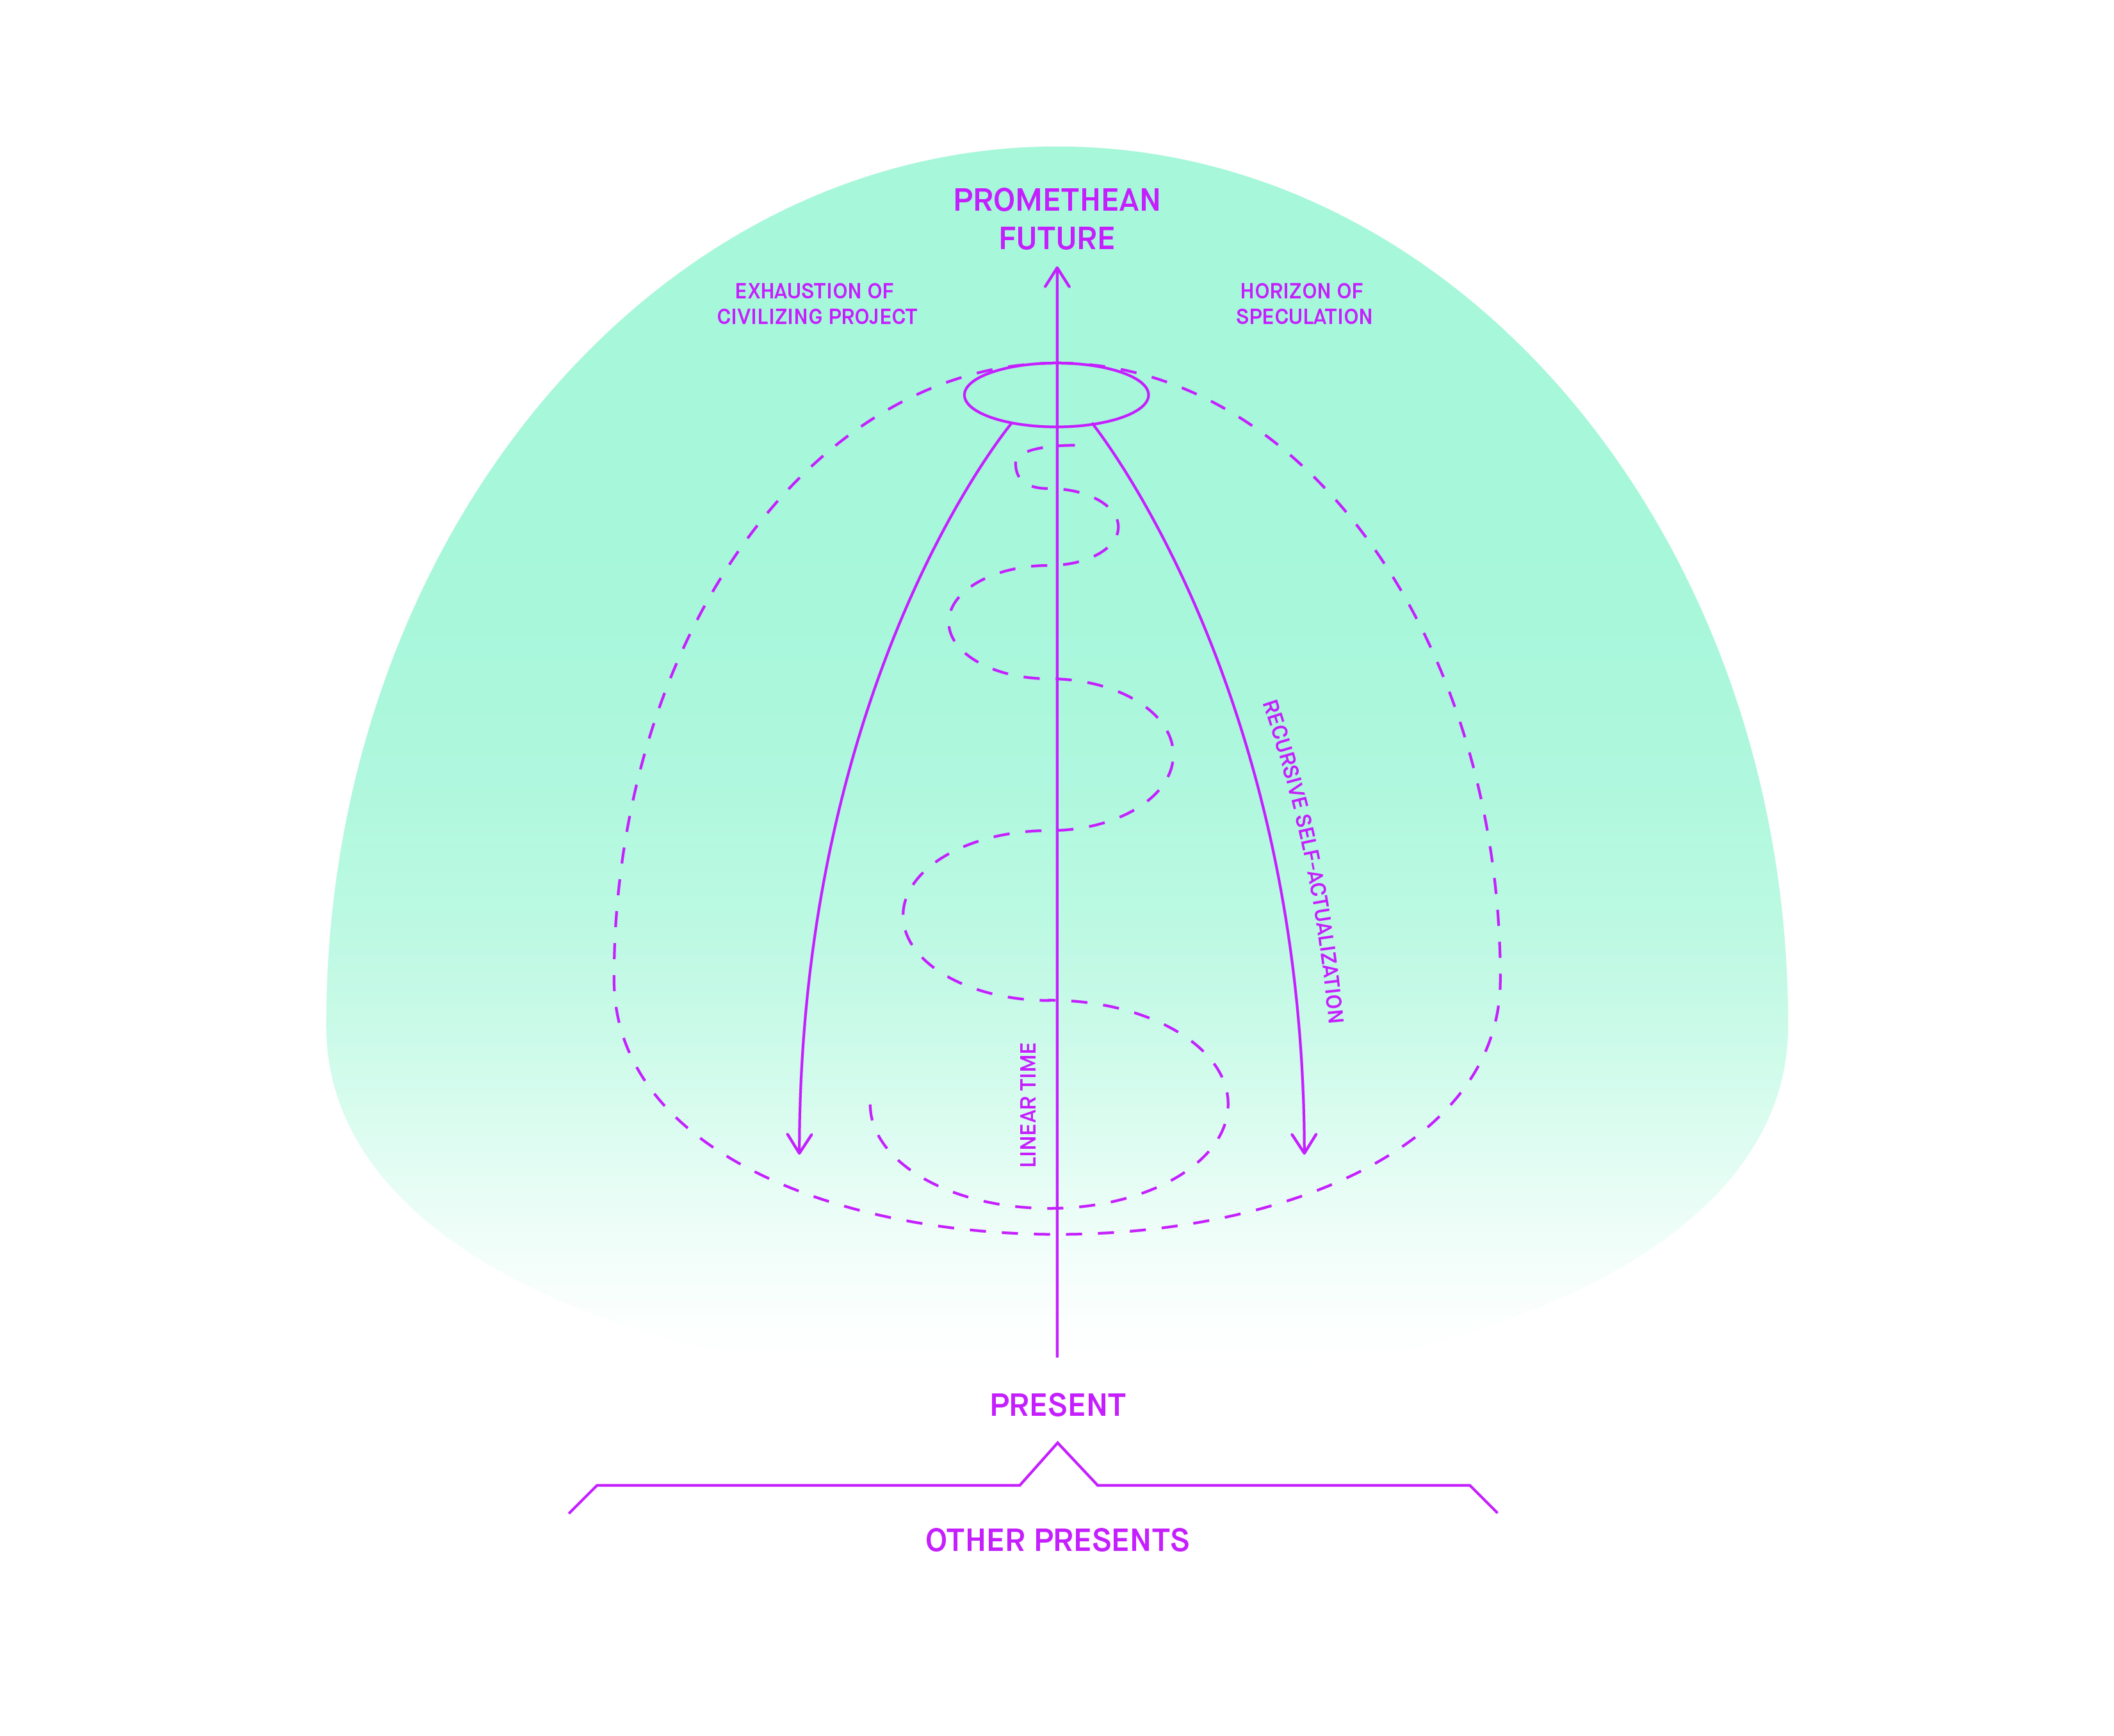 PROMETHEAN
FUTURE
EXHAUSTION OF
CIVILIZING PROJECT
HORIZON OF
SPECULATION
RECURSIVE SELF-ACTUALIZATION
LINEAR TIME
PRESENT
OTHER PRESENTS